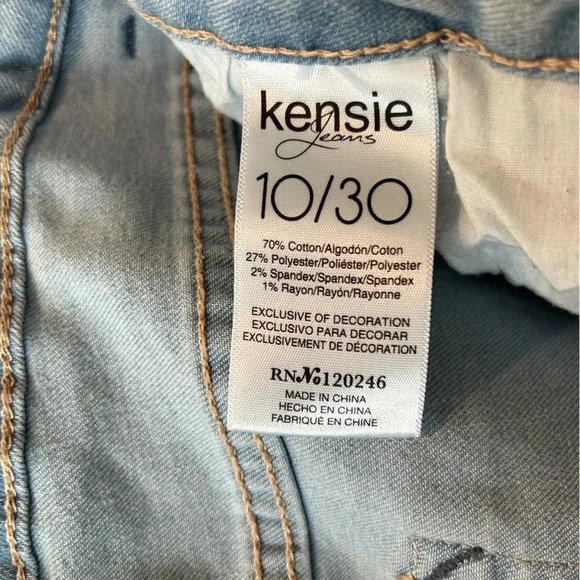 kensie
Jeans
10/30
70% Cotton/Algodón/Coton
27% Polyester/Poliéster/Polyester
2% Spandex/Spandex/Spandex
1% Rayon/Rayón/Rayonne
EXCLUSIVE OF DECORATION
EXCLUSIVO PARA DECORAR
EXCLUSIVEMENT DE DÉCORATION
RN№120246
MADE IN CHINA
HECHO EN CHINA
FABRIQUÉ EN CHINE